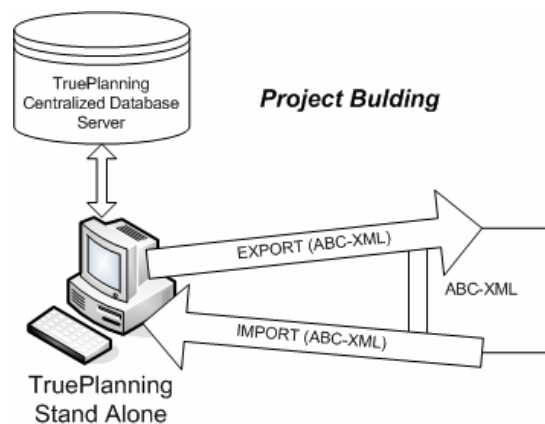 TruePlanning
Centralized Database
Server
Project Bulding
EXPORT (ABC-XML)
ABC-XML
IMPORT (ABC-XML)
TruePlanning
Stand Alone